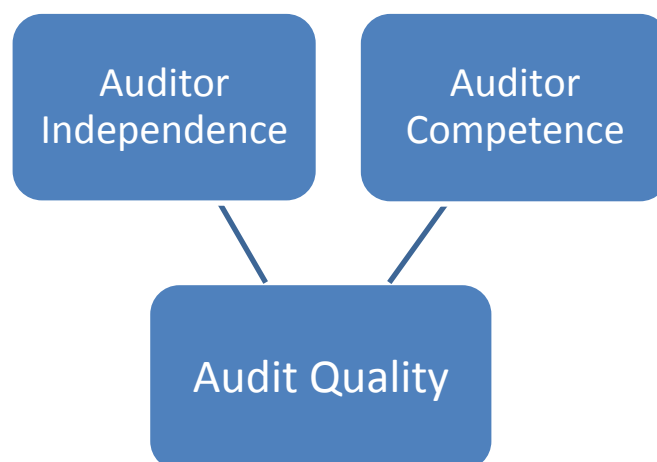 Auditor
Independence
Auditor
Competence
Audit Quality